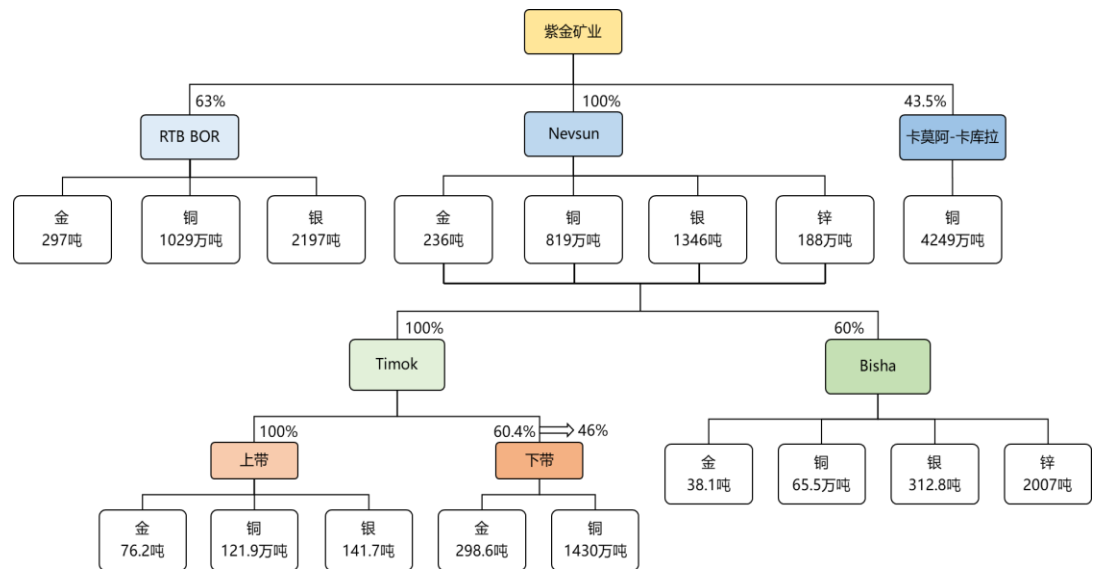 紫金矿业
63%
100%
43.5%
RTB BOR
Nevsun
卡莫阿-卡库拉
金
297吨
铜
1029万吨
银
2197吨
金
236吨
铜
819万吨
银
1346吨
锌
188万吨
铜
4249万吨
100%
60%
Timok
Bisha
100%
60.4%
46%
上带
下带
金
38.1吨
铜
65.5万吨
银
312.8吨
锌
2007吨
金
76.2吨
铜
121.9万吨
银
141.7吨
金
298.6吨
铜
1430万吨